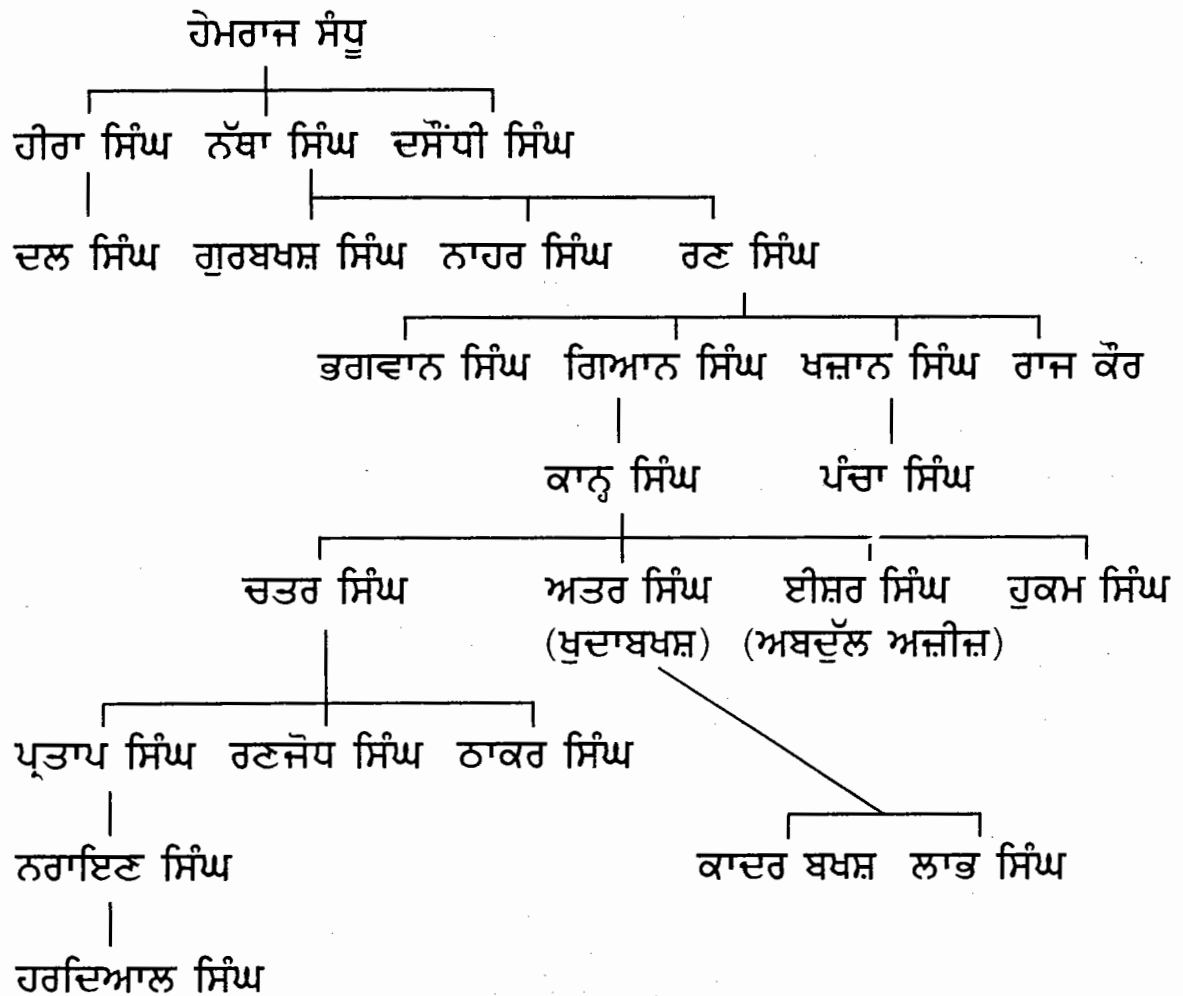 ਹੇਮਰਾਜ ਸੰਧੂ
ਹੀਰਾ ਸਿੰਘ ਨੱਥਾ ਸਿੰਘ ਦਸੌਂਧੀ ਸਿੰਘ
ਦਲ ਸਿੰਘ ਗੁਰਬਖਸ਼ ਸਿੰਘ ਨਾਹਰ ਸਿੰਘ ਰਣ ਸਿੰਘ
ਭਗਵਾਨ ਸਿੰਘ ਗਿਆਨ ਸਿੰਘ ਖਜ਼ਾਨ ਸਿੰਘ ਰਾਜ ਕੌਰ
ਕਾਨ੍ਹ ਸਿੰਘ ਪੰਚਾ ਸਿੰਘ
ਚਤਰ ਸਿੰਘ ਅਤਰ ਸਿੰਘ ਈਸ਼ਰ ਸਿੰਘ ਹੁਕਮ ਸਿੰਘ
(ਖੁਦਾਬਖਸ਼) (ਅਬਦੁੱਲ ਅਜ਼ੀਜ਼)
ਪ੍ਰਤਾਪ ਸਿੰਘ ਰਣਜੋਧ ਸਿੰਘ ਠਾਕਰ ਸਿੰਘ
ਨਰਾਇਣ ਸਿੰਘ ਕਾਦਰ ਬਖਸ਼ ਲਾਭ ਸਿੰਘ
ਹਰਦਿਆਲ ਸਿੰਘ